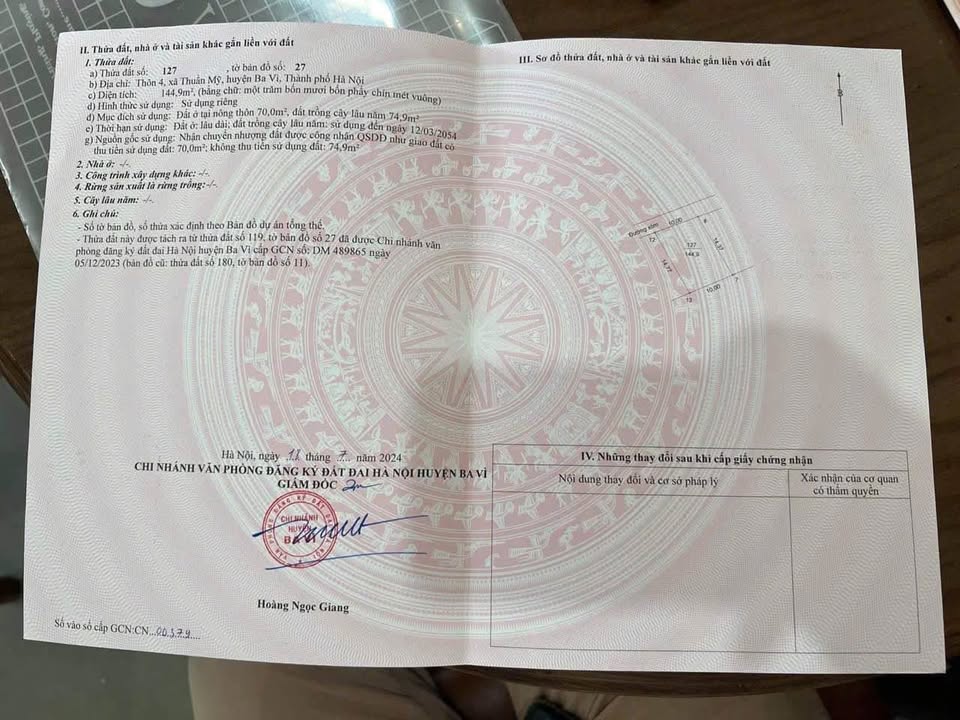 II. Thửa đất, nhà ở và tài sản khác gắn liền với đất
1. Thửa đất:
a) Thửa đất số: 127 , tờ bản đồ số: 27
b) Địa chỉ: Thôn 4, xã Thuần Mỹ, huyện Ba Vì, Thành phố Hà Nội
c) Diện tích: 144,9m², (bằng chữ: một trăm bốn mươi bốn phẩy chín mét vuông)
d) Hình thức sử dụng: Sử dụng riêng
đ) Mục đích sử dụng: Đất ở tại nông thôn 70,0m², đất trồng cây lâu năm 74,9m²
e) Thời hạn sử dụng: Đất ở: lâu dài; đất trồng cây lâu năm: sử dụng đến ngày 12/03/2054
g) Nguồn gốc sử dụng: Nhận chuyển nhượng đất được công nhận QSDĐ như giao đất có
thu tiền sử dụng đất: 70,0m²; không thu tiền sử dụng đất: 74,9m²
2. Nhà ở: -/-.
3. Công trình xây dựng khác: -/-.
4. Rừng sản xuất là rừng trồng:-/-.
5. Cây lâu năm: -/-.
6. Ghi chú:
- Số tờ bản đồ, số thửa xác định theo Bản đồ dự án tổng thể.
- Thửa đất này được tách ra từ thửa đất số 119, tờ bản đồ số 27 đã được Chi nhánh văn
phòng đăng ký đất đai Hà Nội huyện Ba Vì cấp GCN số: DM 489865 ngày
05/12/2023 (bản đồ cũ: thửa đất số 180, tờ bản đồ số 11).
Hà Nội, ngày 11 tháng 7 năm 2024
CHI NHÁNH VĂN PHÒNG ĐĂNG KÝ ĐẤT ĐAI HÀ NỘI HUYỆN BA VÌ
GIÁM ĐỐC
CHI NHÁNH
HUYỆN
BA VÌ
Hoàng Ngọc Giang
Số vào sổ cấp GCN:CN...00379....
III. Sơ đồ thửa đất, nhà ở và tài sản khác gắn liền với đất
B
Đường xóm
10,00
12
127
144,9
14,77
10,00
13
7
IV. Những thay đổi sau khi cấp giấy chứng nhận
Nội dung thay đổi và cơ sở pháp lý
Xác nhận của cơ quan
có thẩm quyền